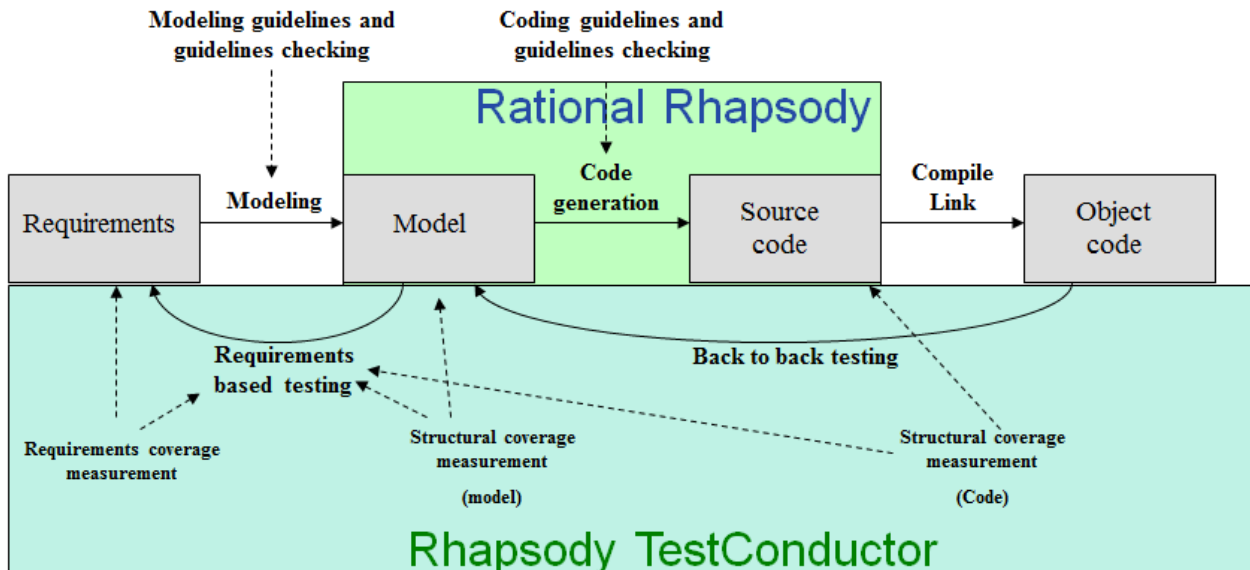 Modeling guidelines and
guidelines checking
Coding guidelines and
guidelines checking
Rational Rhapsody
Requirements
Modeling
Model
Code
generation
Source
code
Compile
Link
Object
code
Requirements
based testing
Back to back testing
Requirements coverage
measurement
Structural coverage
measurement
(model)
Structural coverage
measurement
(Code)
Rhapsody TestConductor